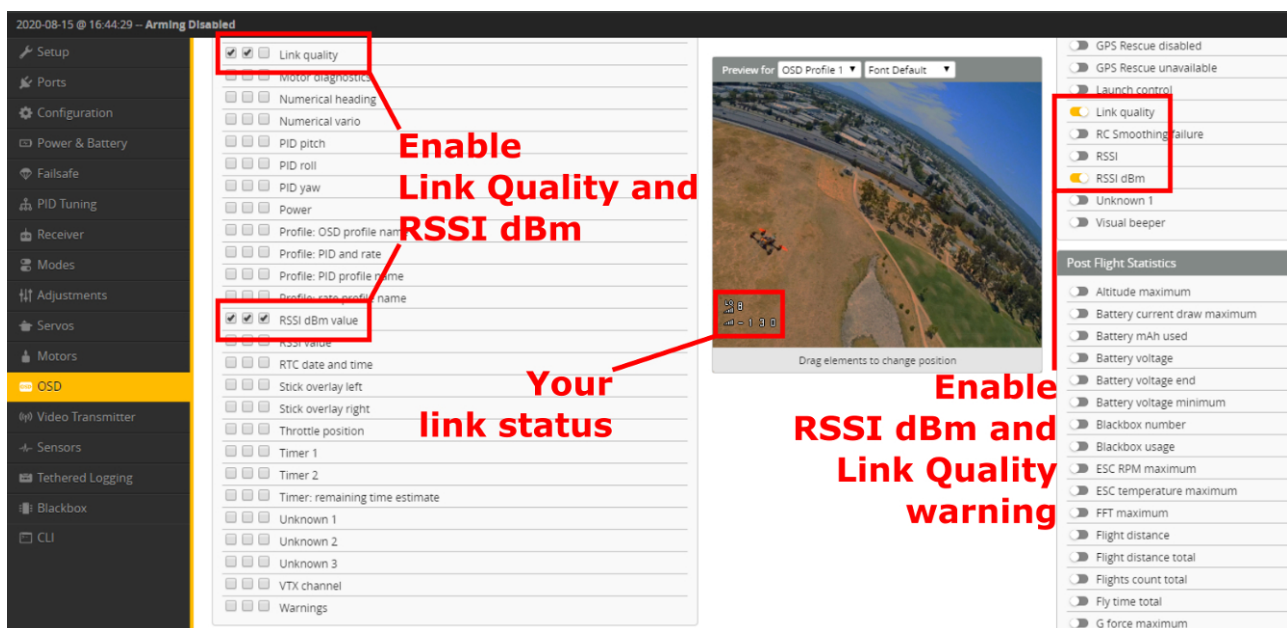 2020-08-15 @ 16:44:29 -- Arming Disabled
Setup
Ports
Configuration
Power & Battery
Failsafe
PID Tuning
Receiver
Modes
Adjustments
Servos
Motors
OSD
Video Transmitter
Sensors
Tethered Logging
Blackbox
CLI
Link quality
Motor diagnostics
Numerical heading
Numerical vario
PID pitch
PID roll
PID yaw
Power
Profile: OSD profile name
Profile: PID and rate
Profile: PID profile name
Profile: rate profile name
RSSI dBm value
RSSI value
RTC date and time
Stick overlay left
Stick overlay right
Throttle position
Timer 1
Timer 2
Timer: remaining time estimate
Unknown 1
Unknown 2
Unknown 3
VTX channel
Warnings
Enable
Link Quality and
RSSI dBm
Preview for OSD Profile 1 Font Default
8
-130
Drag elements to change position
Your
link status
Enable
RSSI dBm and
Link Quality
warning
GPS Rescue disabled
GPS Rescue unavailable
Launch control
Link quality
RC Smoothing failure
RSSI
RSSI dBm
Unknown 1
Visual beeper
Post Flight Statistics
Altitude maximum
Battery current draw maximum
Battery mAh used
Battery voltage
Battery voltage end
Battery voltage minimum
Blackbox number
Blackbox usage
ESC RPM maximum
ESC temperature maximum
FFT maximum
Flight distance
Flight distance total
Flights count total
Fly time total
G force maximum